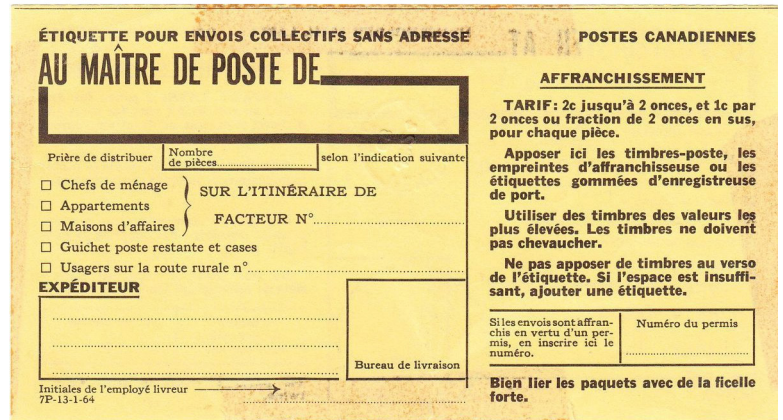 ÉTIQUETTE POUR ENVOIS COLLECTIFS SANS ADRESSE
AU MAÎTRE DE POSTE DE
Prière de distribuer
Nombre
de pièces
selon l'indication suivante
□ Chefs de ménage
□ Appartements
□ Maisons d'affaires
SUR L'ITINÉRAIRE DE
FACTEUR N°
□ Guichet poste restante et cases
□ Usagers sur la route rurale n°
EXPÉDITEUR
Bureau de livraison
Initiales de l'employé livreur
7P-13-1-64
POSTES CANADIENNES
AFFRANCHISSEMENT
TARIF: 2c jusqu'à 2 onces, et 1c par
2 onces ou fraction de 2 onces en sus,
pour chaque pièce.
Apposer ici les timbres-poste, les
empreintes d'affranchisseuse ou les
étiquettes gommées d'enregistreuse
de port.
Utiliser des timbres des valeurs les
plus élevées. Les timbres ne doivent
pas chevaucher.
Ne pas apposer de timbres au verso
de l'étiquette. Si l'espace est insuffi-
sant, ajouter une étiquette.
Si les envois sont affran-
chis en vertu d'un per-
mis, en inscrire ici le
numéro.
Numéro du permis
Bien lier les paquets avec de la ficelle
forte.